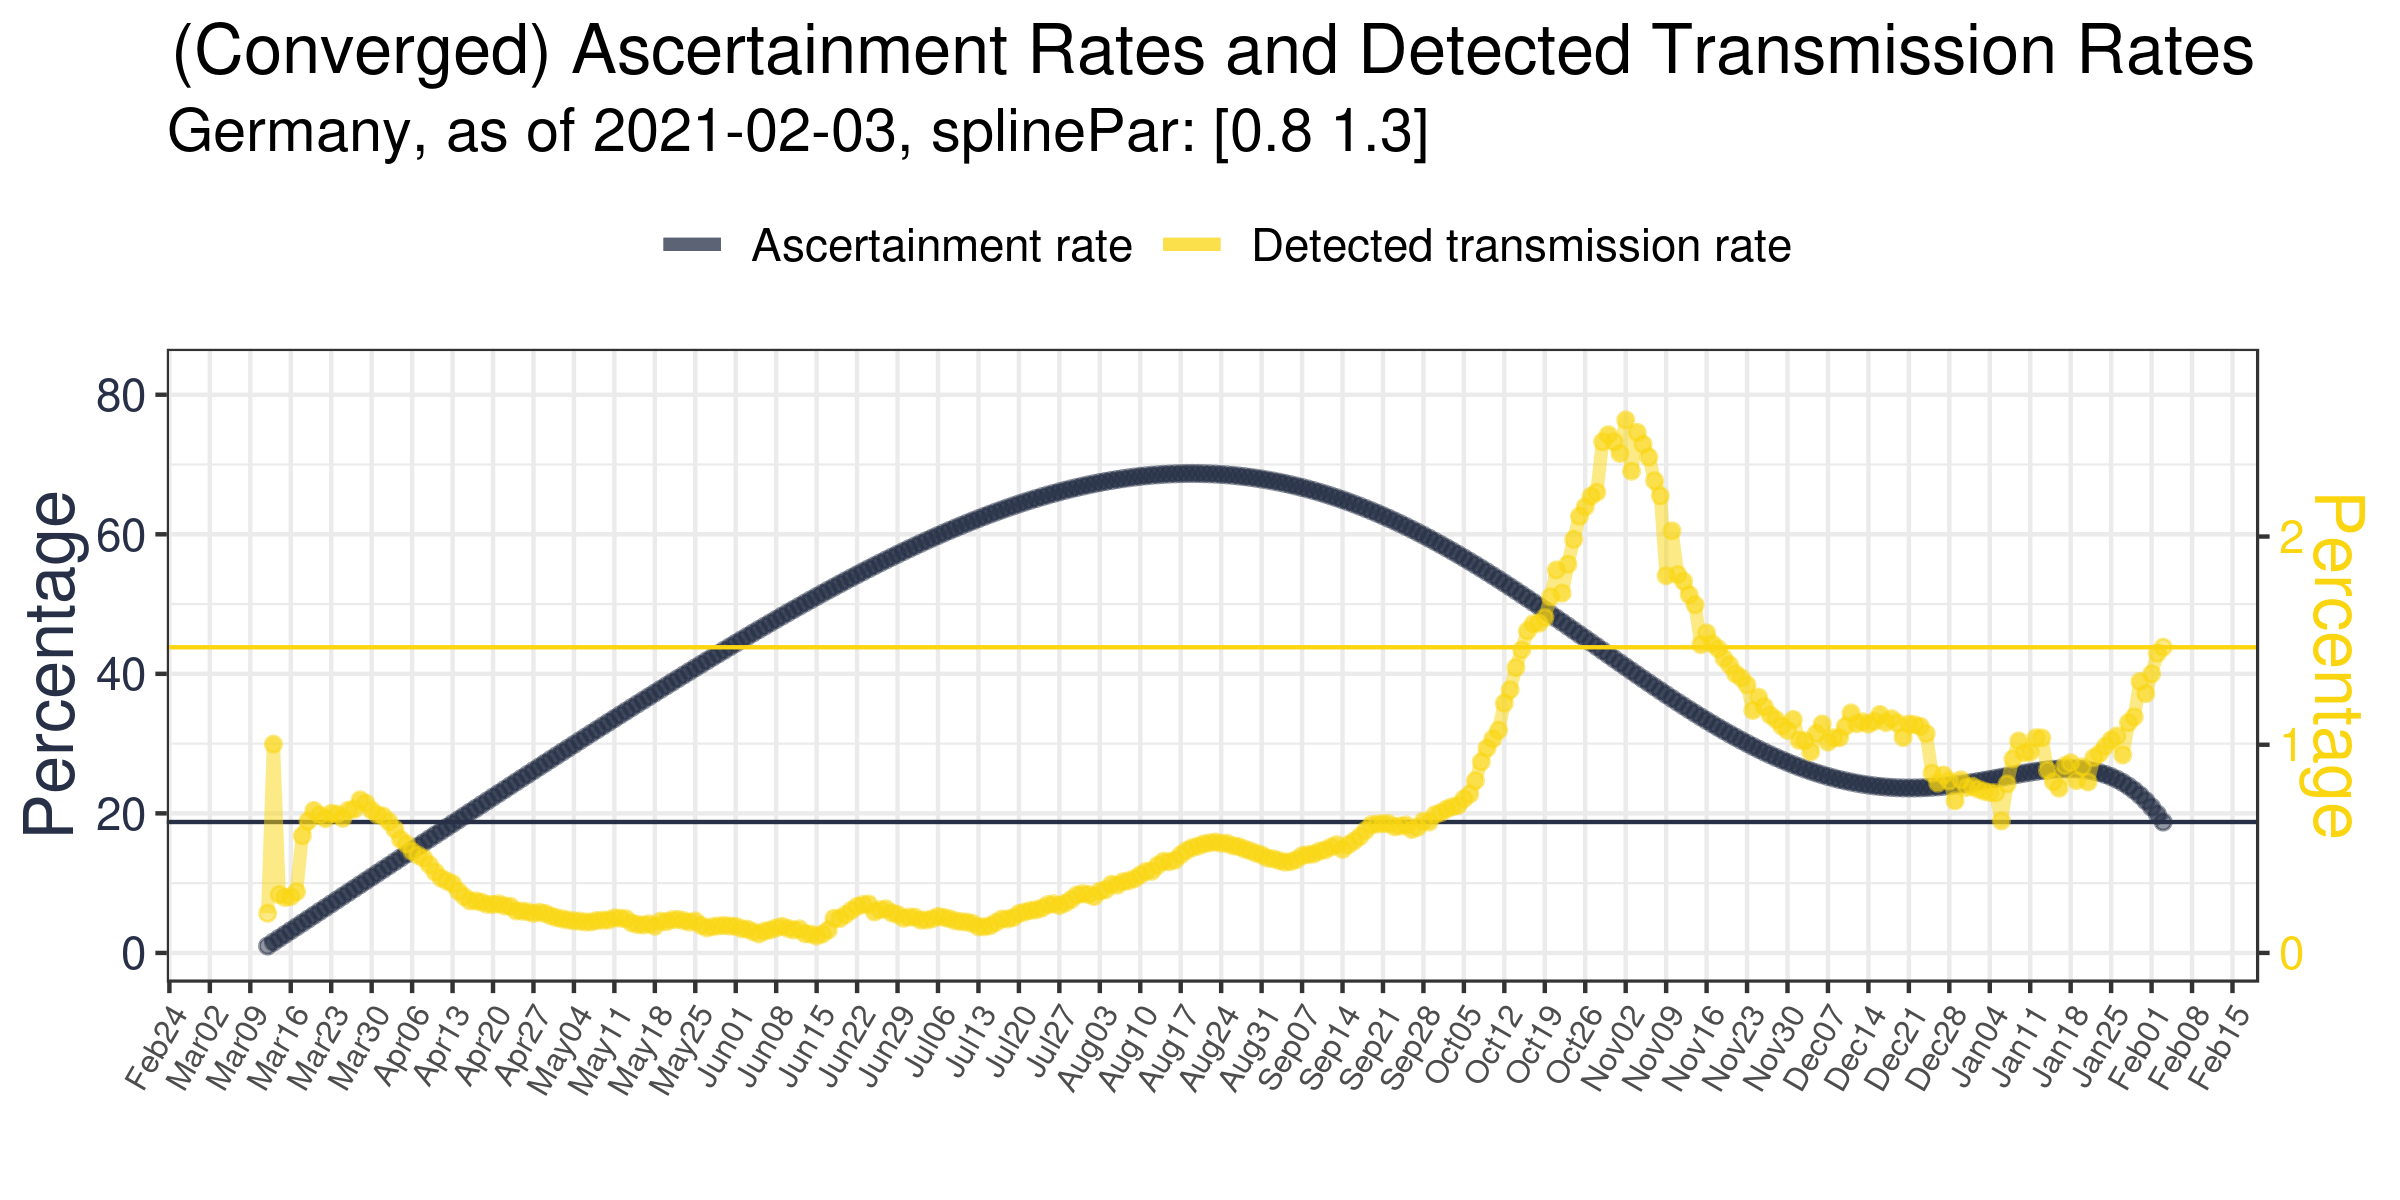 (Converged) Ascertainment Rates and Detected Transmission Rates
Germany, as of 2021-02-03, splinePar: [0.8 1.3]
Ascertainment rate Detected transmission rate
Percentage
80
60
40
20
0
2
1
0
Percentage
Feb24 Mar02 Mar09 Mar16 Mar23 Mar30 Apr06 Apr13 Apr20 Apr27 May04 May11 May18 May25 Jun01 Jun08 Jun15 Jun22 Jun29 Jul06 Jul13 Jul20 Jul27 Aug03 Aug10 Aug17 Aug24 Aug31 Sep07 Sep14 Sep21 Sep28 Oct05 Oct12 Oct19 Oct26 Nov02 Nov09 Nov16 Nov23 Nov30 Dec07 Dec14 Dec21 Dec28 Jan04 Jan11 Jan18 Jan25 Feb01 Feb08 Feb15